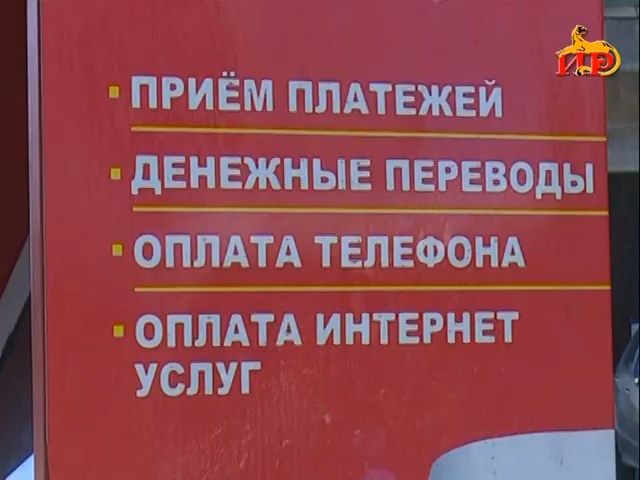 ИР
ПРИЁМ ПЛАТЕЖЕЙ
ДЕНЕЖНЫЕ ПЕРЕВОДЫ
ОПЛАТА ТЕЛЕФОНА
ОПЛАТА ИНТЕРНЕТ
УСЛУГ